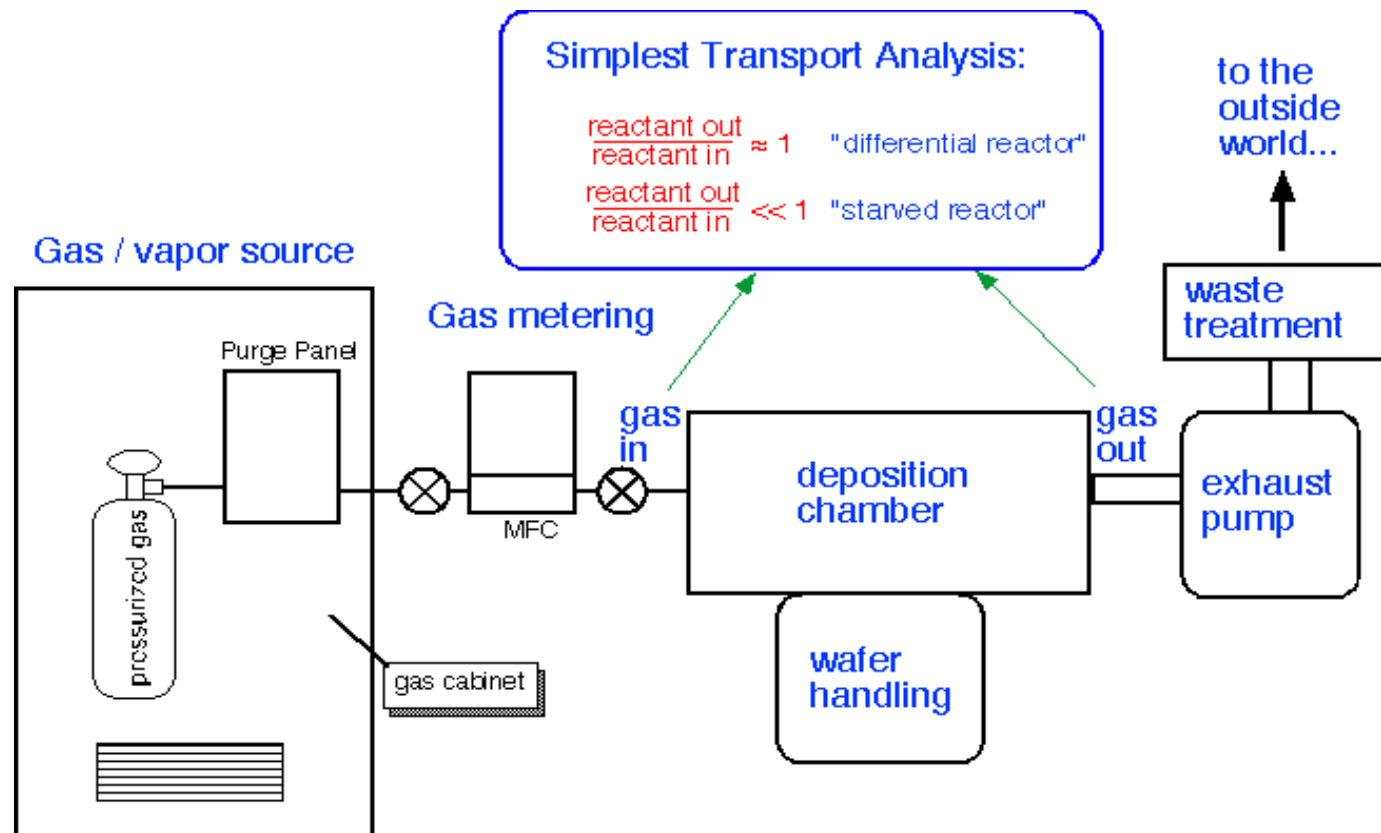 Simplest Transport Analysis:
reactant out
reactant in
≈ 1
"differential reactor"
reactant out
reactant in
<< 1
"starved reactor"
to the
outside
world...
Gas / vapor source
Gas metering
waste
treatment
Purge Panel
gas
in
gas
out
deposition
chamber
exhaust
pump
MFC
pressurized gas
wafer
handling
gas cabinet